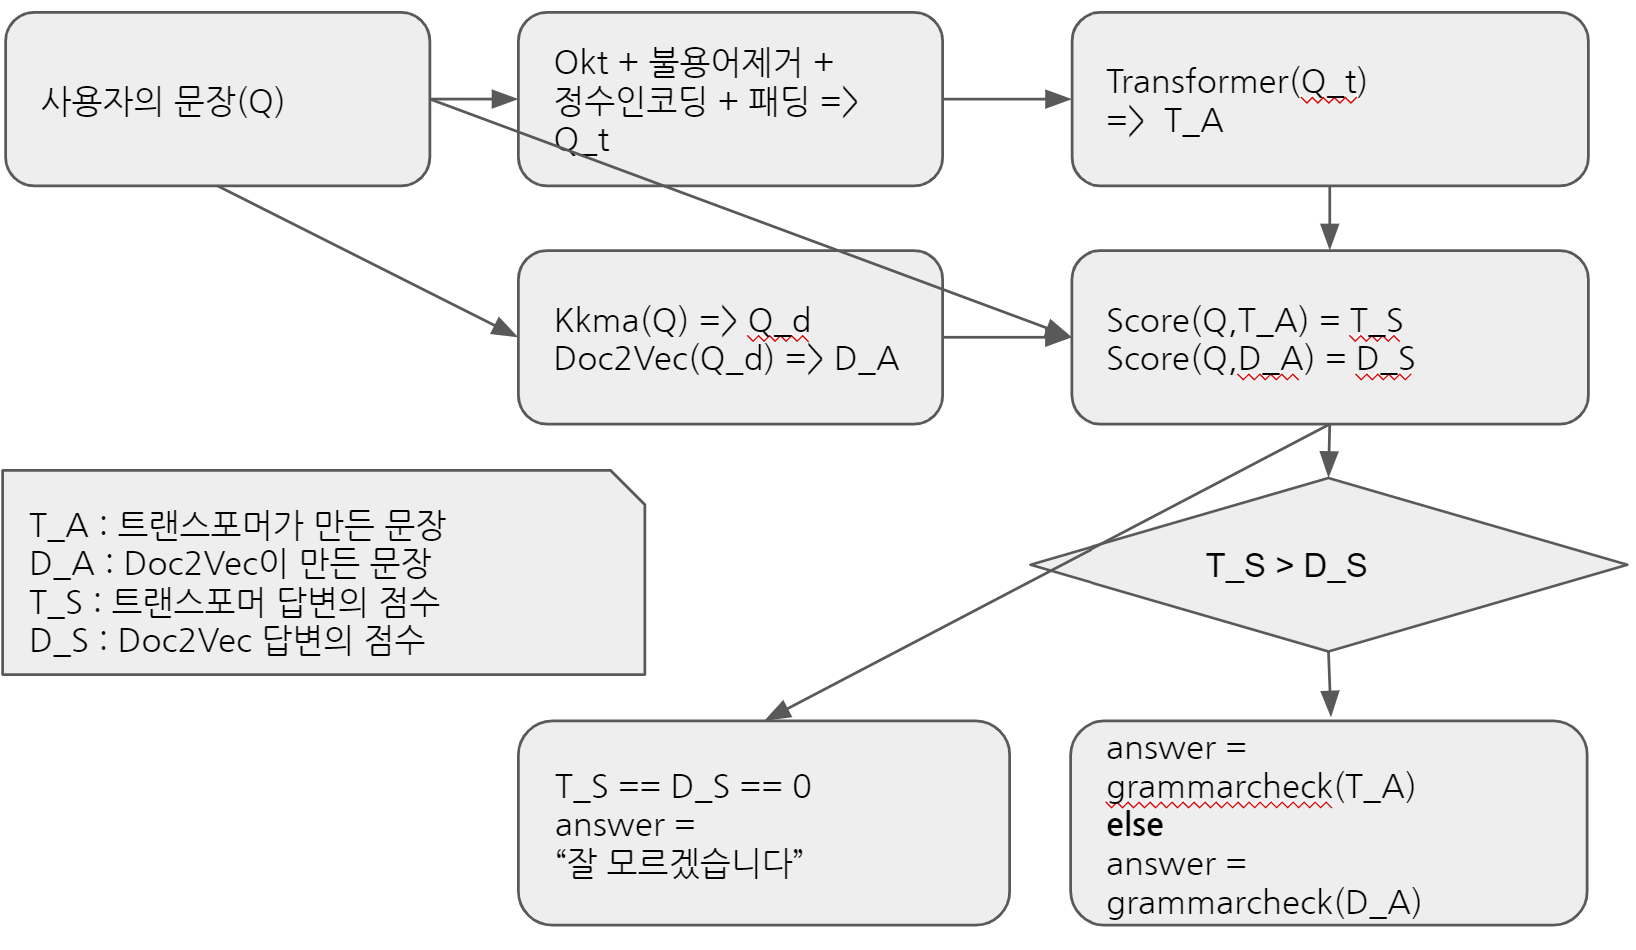 사용자의 문장(Q)
Okt + 불용어제거 +
정수인코딩 + 패딩 =>
Q_t
Transformer(Q_t)
=> T_A
Kkma(Q) => Q_d
Doc2Vec(Q_d) => D_A
Score(Q,T_A) = T_S
Score(Q,D_A) = D_S
T_A : 트랜스포머가 만든 문장
D_A : Doc2Vec이 만든 문장
T_S : 트랜스포머 답변의 점수
D_S : Doc2Vec 답변의 점수
T_S > D_S
T_S == D_S == 0
answer =
“잘 모르겠습니다”
answer =
grammarcheck(T_A)
else
answer =
grammarcheck(D_A)